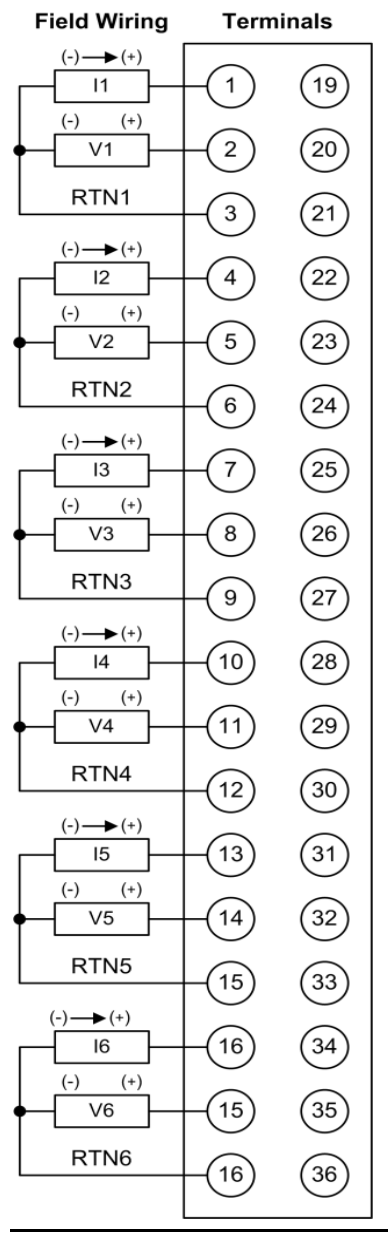 Field Wiring Terminals
(-) (+)
I1 1 19
(-) (+)
V1 2 20
RTN1 3 21
(-) (+)
I2 4 22
(-) (+)
V2 5 23
RTN2 6 24
(-) (+)
I3 7 25
(-) (+)
V3 8 26
RTN3 9 27
(-) (+)
I4 10 28
(-) (+)
V4 11 29
RTN4 12 30
(-) (+)
I5 13 31
(-) (+)
V5 14 32
RTN5 15 33
(-) (+)
I6 16 34
(-) (+)
V6 15 35
RTN6 16 36